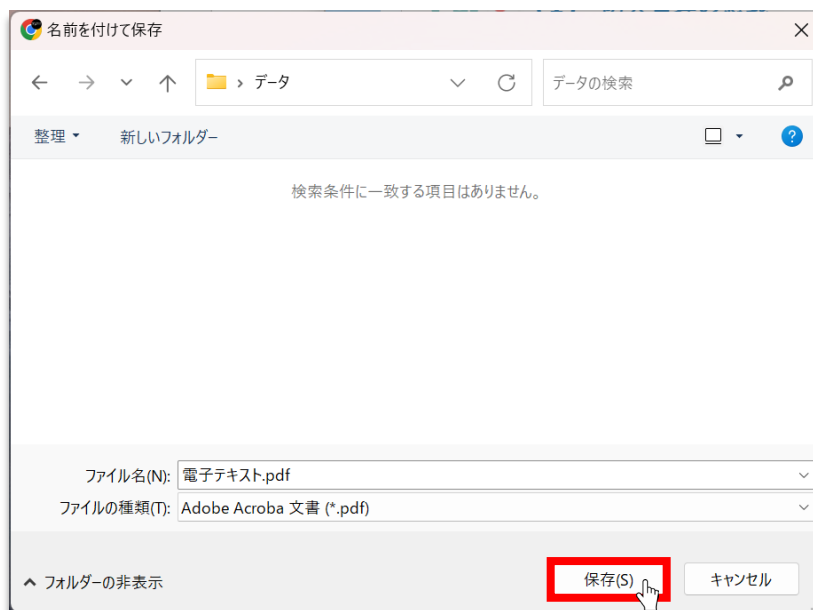 名前を付けて保存
データ
データの検索
整理
新しいフォルダー
?
検索条件に一致する項目はありません。
ファイル名(N): 電子テキスト.pdf
ファイルの種類(T): Adobe Acroba 文書 (*.pdf)
フォルダーの非表示
保存(S)
キャンセル